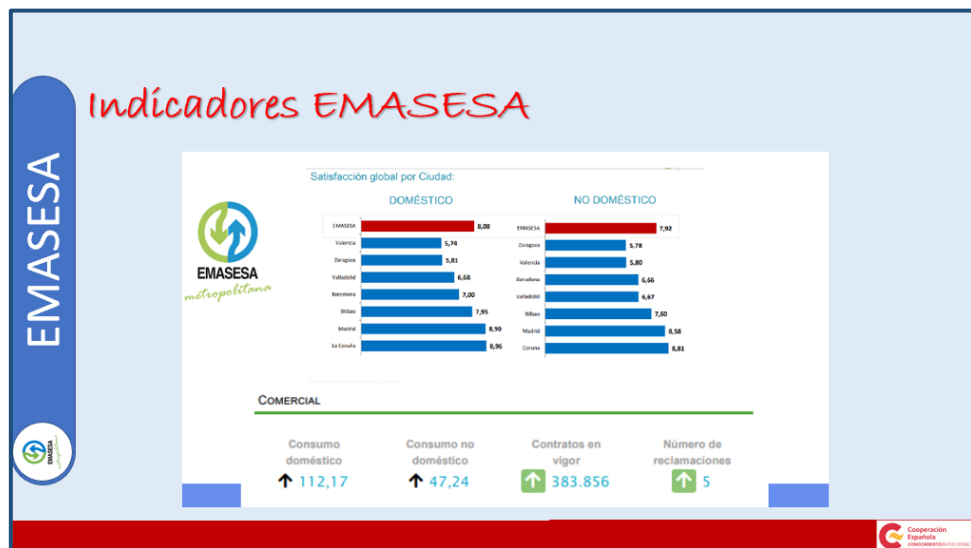 Indicadores EMASESA
EMASESA
EMASESA
metropolitana
Satisfacción global por Ciudad:
DOMÉSTICO
EMASESA 8,08
Valencia 5,74
Zaragoza 5,81
Valladolid 6,68
Barcelona 7,00
Bilbao 7,95
Madrid 8,90
La Coruña 8,96
NO DOMÉSTICO
EMASESA 7,92
Zaragoza 5,78
Valencia 5,80
Barcelona 6,66
Valladolid 6,67
Bilbao 7,60
Madrid 8,58
Coruna 8,81
COMERCIAL
Consumo
doméstico
112,17
Consumo no
doméstico
47,24
Contratos en
vigor
383.856
Número de
reclamaciones
5
EMASESA
metropolitana
Cooperación
Española